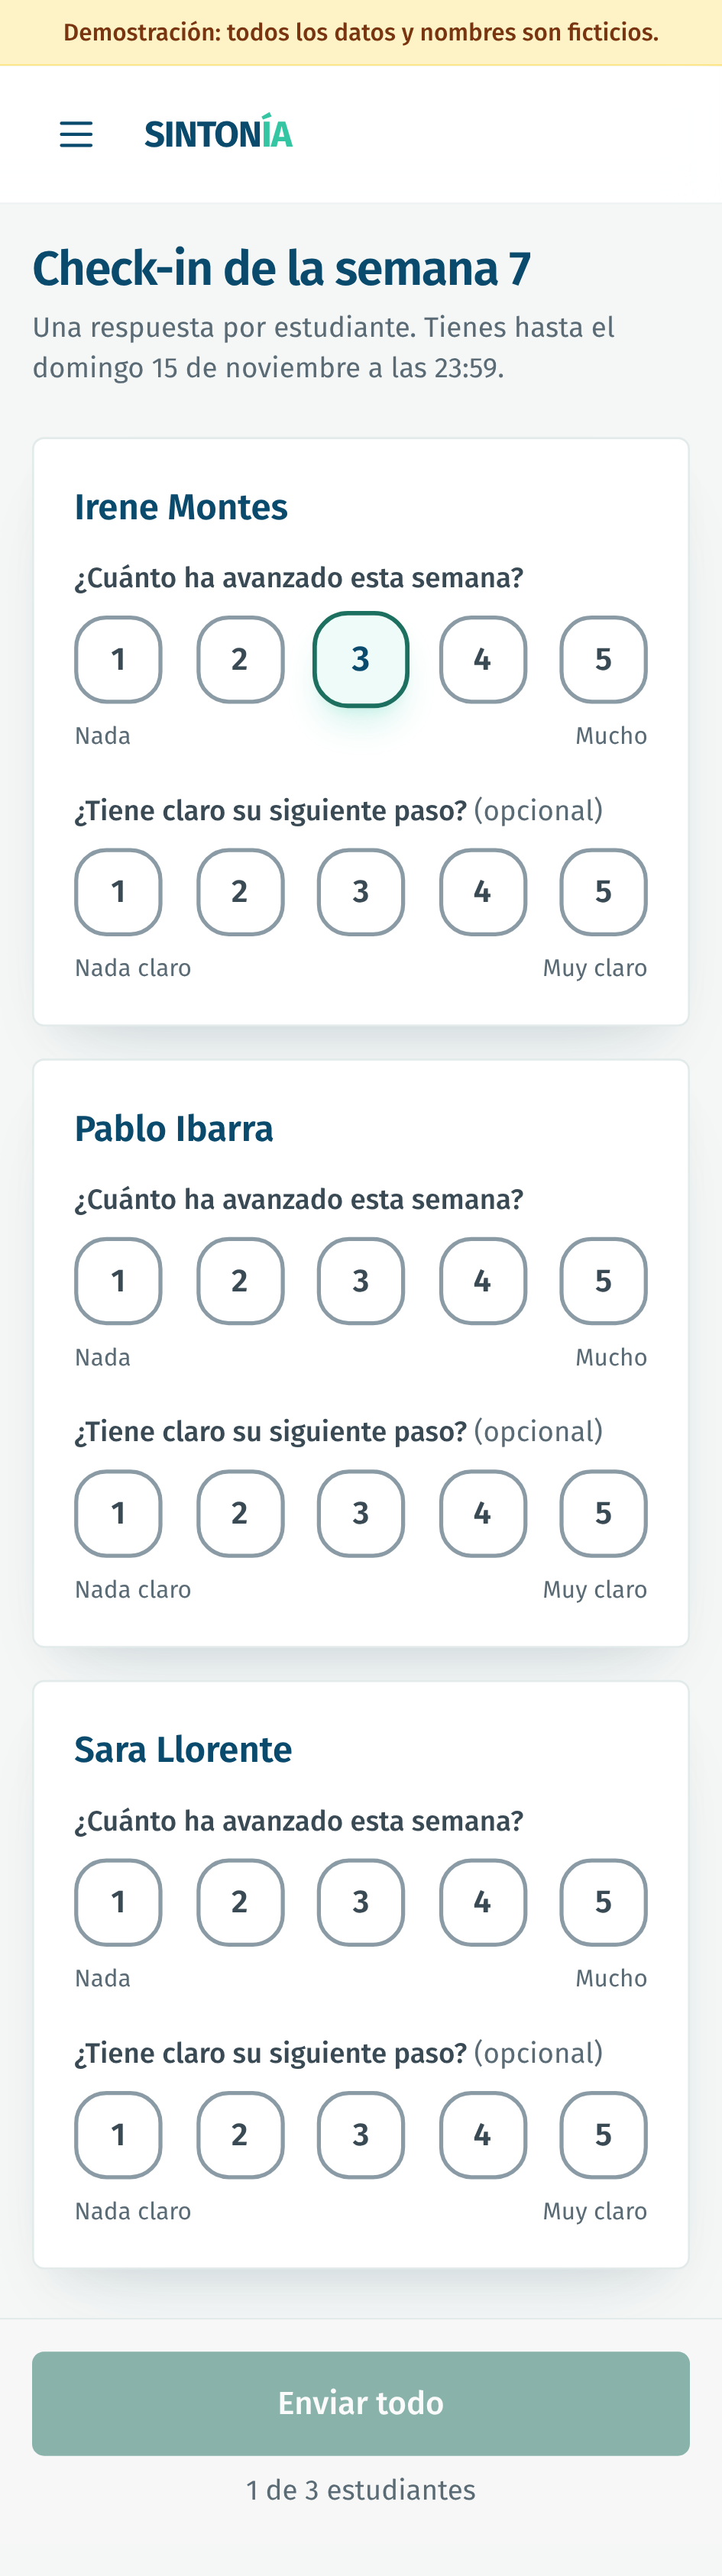 Demostración: todos los datos y nombres son ficticios.
SINTONÍA
Check-in de la semana 7
Una respuesta por estudiante. Tienes hasta el
domingo 15 de noviembre a las 23:59.
Irene Montes
¿Cuánto ha avanzado esta semana?
1 2 3 4 5
Nada Mucho
¿Tiene claro su siguiente paso? (opcional)
1 2 3 4 5
Nada claro Muy claro
Pablo Ibarra
¿Cuánto ha avanzado esta semana?
1 2 3 4 5
Nada Mucho
¿Tiene claro su siguiente paso? (opcional)
1 2 3 4 5
Nada claro Muy claro
Sara Llorente
¿Cuánto ha avanzado esta semana?
1 2 3 4 5
Nada Mucho
¿Tiene claro su siguiente paso? (opcional)
1 2 3 4 5
Nada claro Muy claro
Enviar todo
1 de 3 estudiantes